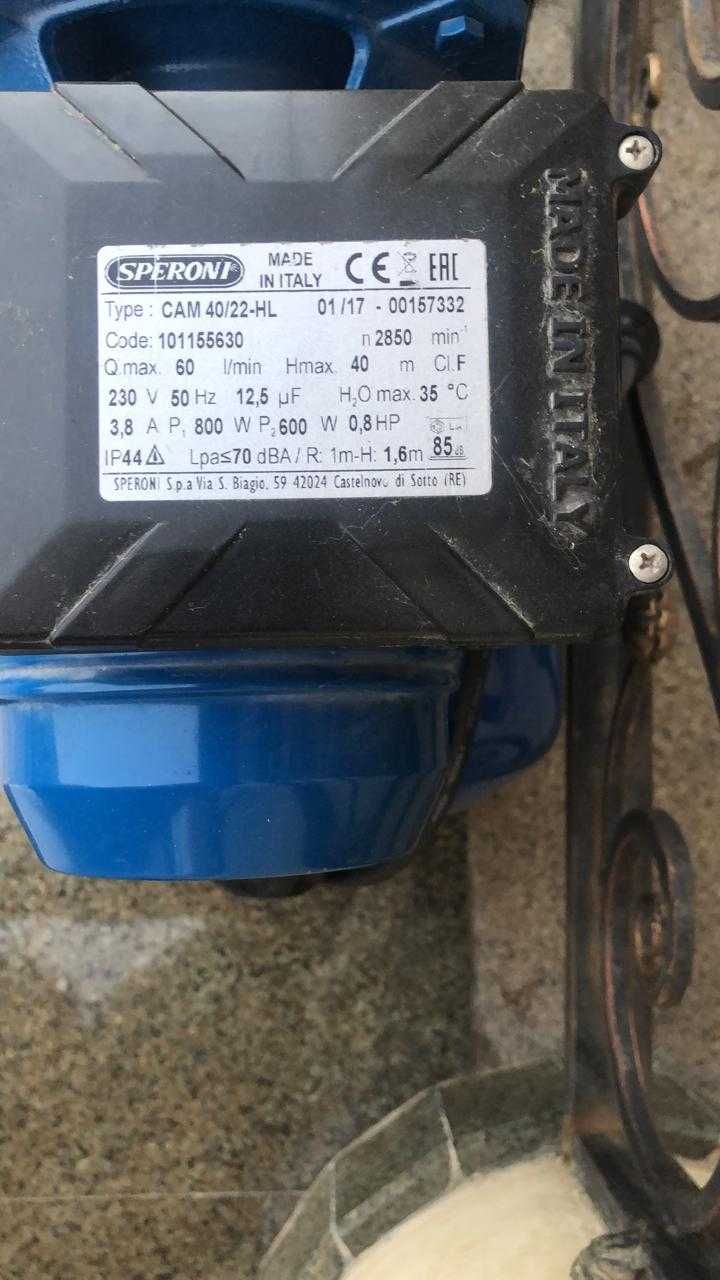 SPERONI® MADE IN ITALY CE EAC
Type : CAM 40/22-HL 01/17 - 00157332
Code: 101155630 n 2850 min⁻¹
Q.max. 60 l/min Hmax. 40 m Cl.F
230 V 50 Hz 12,5 µF H₂O max. 35 °C
3,8 A P₁ 800 W P₂ 600 W 0,8 HP
IP44 Lpa≤70 dBA / R: 1m-H: 1,6m 85 dB
SPERONI S.p.a Via S. Biagio, 59 42024 Castelnovo di Sotto (RE)
MADE IN ITALY